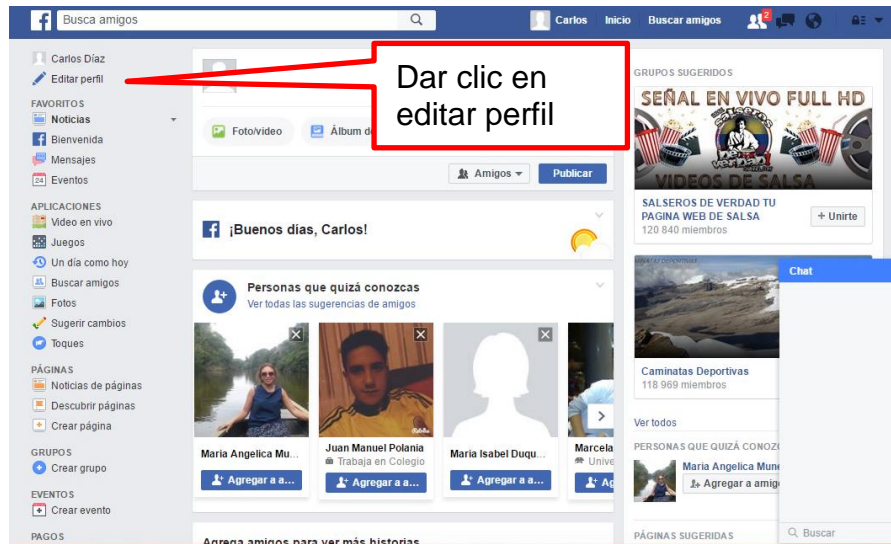 Busca amigos
Carlos Inicio Buscar amigos 2
Carlos Díaz
Editar perfil
FAVORITOS
Noticias
Bienvenida
Mensajes
24 Eventos
APLICACIONES
Video en vivo
Juegos
Un día como hoy
Buscar amigos
Fotos
Sugerir cambios
Toques
PÁGINAS
Noticias de páginas
Descubrir páginas
Crear página
GRUPOS
Crear grupo
EVENTOS
Crear evento
PAGOS
Dar clic en
editar perfil
Foto/video Álbum d
Amigos Publicar
¡Buenos días, Carlos!
Personas que quizá conozcas
Ver todas las sugerencias de amigos
Maria Angelica Mu...
Agregar a a...
Juan Manuel Polania
Trabaja en Colegio
Agregar a a...
Maria Isabel Duqu...
Agregar a a...
Marcela
Unive
Ag
Agrega amigos para ver más historias
GRUPOS SUGERIDOS
SEÑAL EN VIVO FULL HD
VIDEOS DE SALSA
SALSEROS DE VERDAD TU
PAGINA WEB DE SALSA
120 840 miembros
+ Unirte
Caminatas Deportivas
118 969 miembros
Ver todos
PERSONAS QUE QUIZÁ CONOZ
Maria Angelica Mune
Agregar a amig
PÁGINAS SUGERIDAS
Chat
Buscar